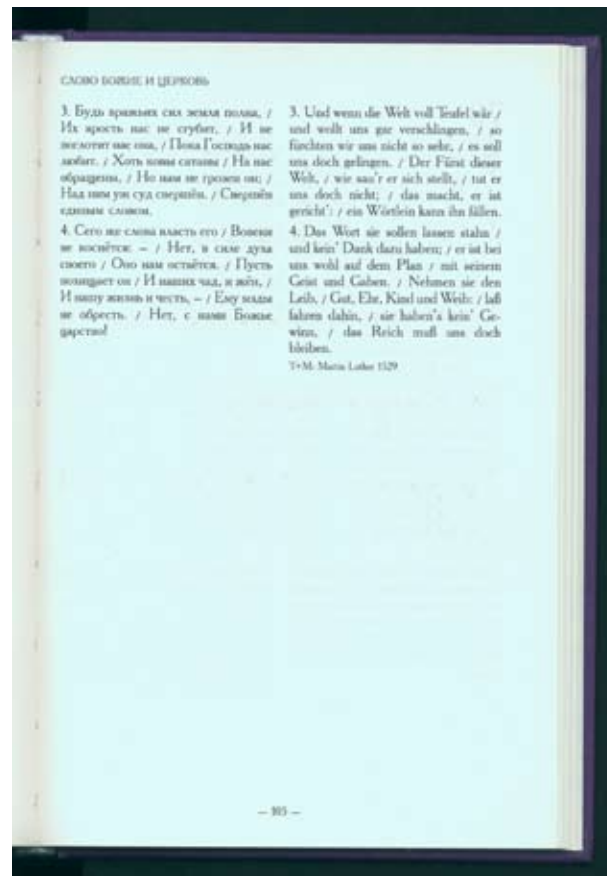 СЛОВО БОЖИЕ И ЦЕРКОВЬ
3. Будь вражьих сил земля полна, /
Их ярость нас не сгубит, / И не
поглотит нас она, / Пока Господь нас
любит. / Хоть ковы сатаны / На нас
обращены, / Но нам не грозен он; /
Над ним уж суд свершён. / Свершён
единым словом.
4. Сего же слова власть его / Вовеки
не коснётся: – / Нет, в силе духа
своего / Оно нам остаётся. / Пусть
похищает он / И наших чад, и жён, /
И нашу жизнь и честь, – / Ему мзды
не обресть. / Нет, с нами Божье
царство!
3. Und wenn die Welt voll Teufel wär /
und wollt uns gar verschlingen, / so
fürchten wir uns nicht so sehr, / es soll
uns doch gelingen. / Der Fürst dieser
Welt, / wie sau'r er sich stellt, / tut er
uns doch nicht; / das macht, er ist
gericht': / ein Wörtlein kann ihn fällen.
4. Das Wort sie sollen lassen stahn /
und kein' Dank dazu haben; / er ist bei
uns wohl auf dem Plan / mit seinem
Geist und Gaben. / Nehmen sie den
Leib, / Gut, Ehr, Kind und Weib: / laß
fahren dahin, / sie haben's kein' Ge-
winn, / das Reich muß uns doch
bleiben.
T+M: Martin Luther 1529
– 105 –